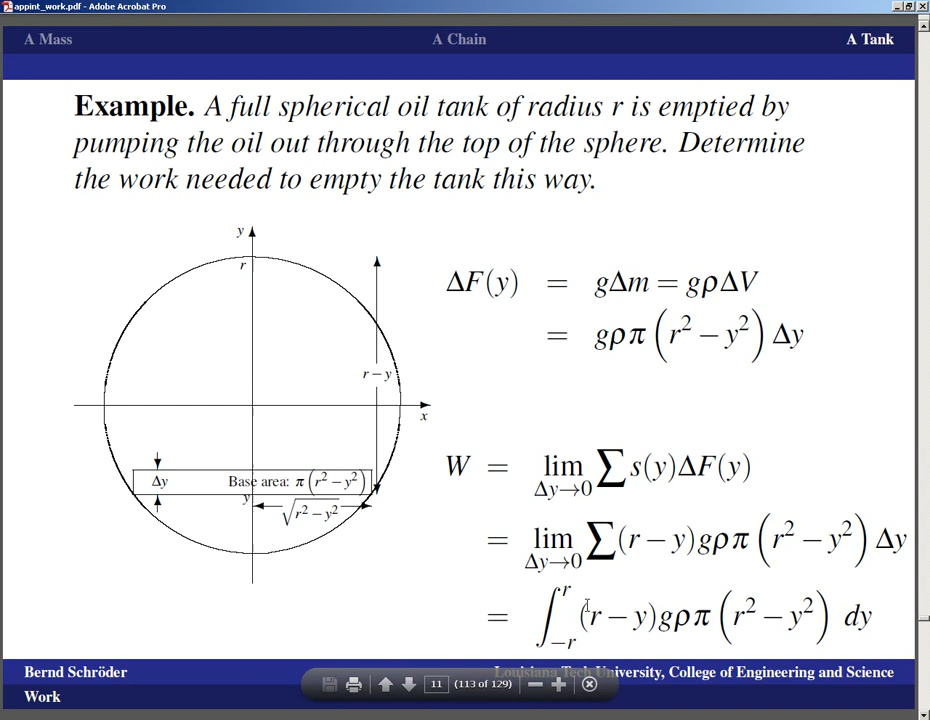 appint_work.pdf - Adobe Acrobat Pro
A Mass A Chain A Tank
Example. A full spherical oil tank of radius r is emptied by
pumping the oil out through the top of the sphere. Determine
the work needed to empty the tank this way.
y
r
r − y
x
Δy
Base area: π(r² − y²)
y
√(r² − y²)
ΔF(y) = gΔm = gρΔV
= gρπ(r² − y²)Δy
W = lim Δy→0 ∑ s(y)ΔF(y)
= lim Δy→0 ∑ (r − y)gρπ(r² − y²)Δy
= ∫₋ᵣʳ (r − y)gρπ(r² − y²) dy
Bernd Schröder Louisiana Tech University, College of Engineering and Science
Work
11 (113 of 129)